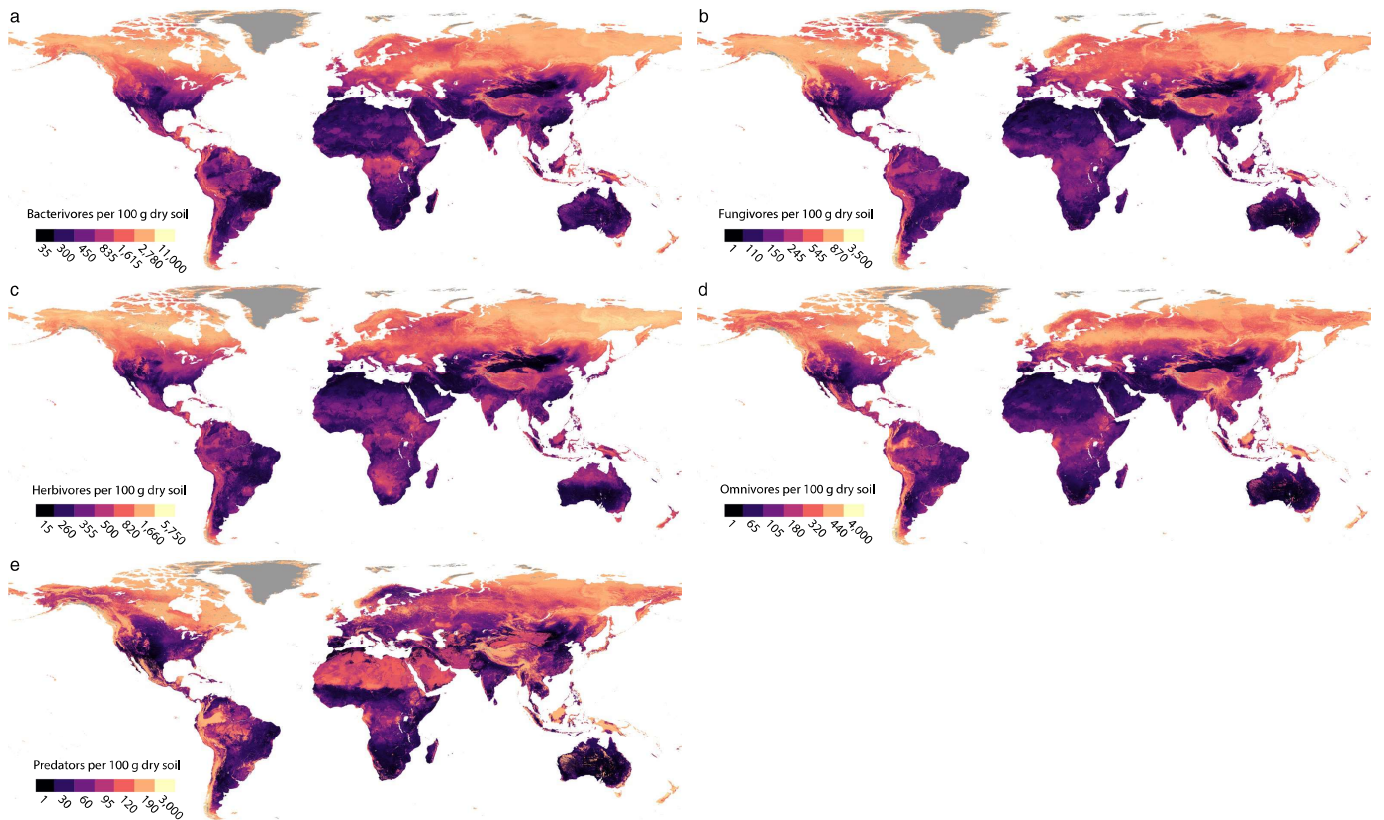 a
b
Bacterivores per 100 g dry soil
35 300 450 835 1,615 2,780 11,000
Fungivores per 100 g dry soil
1 110 150 245 545 870 3,500
c
d
Herbivores per 100 g dry soil
15 260 355 500 820 1,660 5,750
Omnivores per 100 g dry soil
1 65 105 180 320 440 4,000
e
Predators per 100 g dry soil
1 30 60 95 120 190 3,000